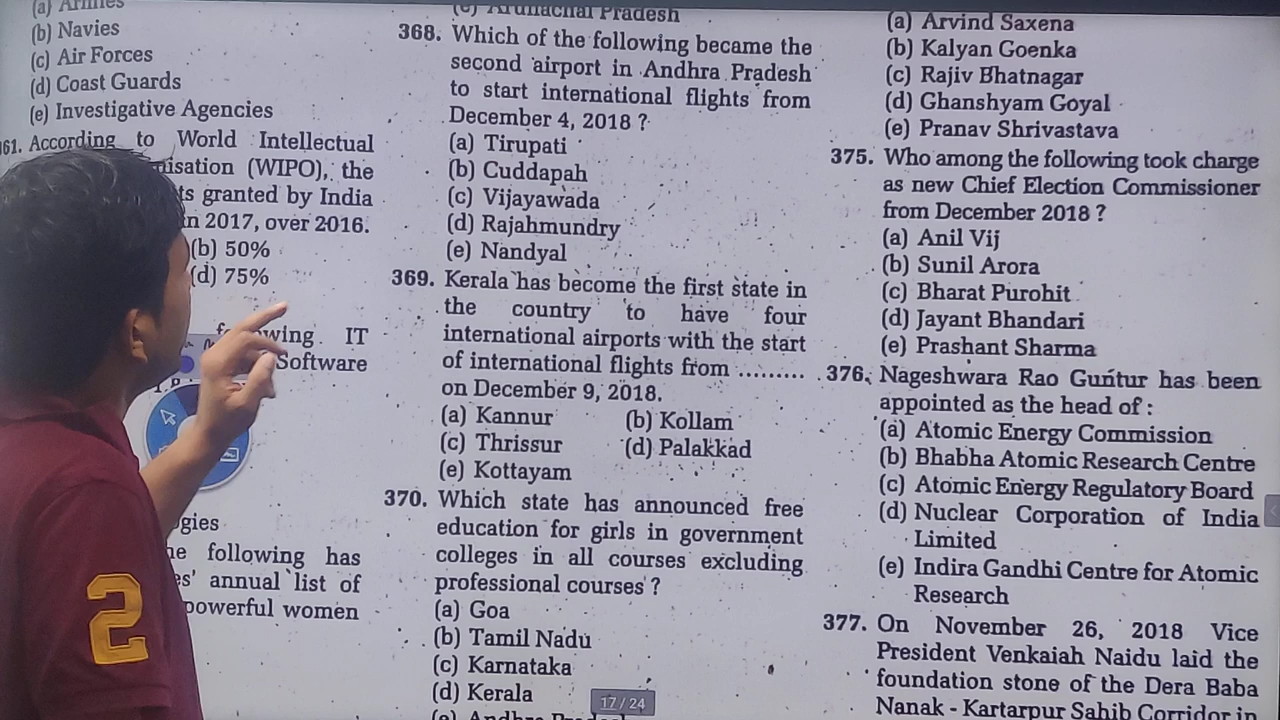 (a) Armies
(b) Navies
(c) Air Forces
(d) Coast Guards
(e) Investigative Agencies
361. According to World Intellectual
(WIPO), the
granted by India
2017, over 2016.
(b) 50%
(d) 75%
IT
Software
he following has
annual list of
powerful women
(e) Arunachal Pradesh
368. Which of the following became the
second airport in Andhra Pradesh
to start international flights from
December 4, 2018 ?
(a) Tirupati
(b) Cuddapah
(c) Vijayawada
(d) Rajahmundry
(e) Nandyal
369. Kerala has become the first state in
the country to have four
international airports with the start
of international flights from .........
on December 9, 2018.
(a) Kannur (b) Kollam
(c) Thrissur (d) Palakkad
(e) Kottayam
370. Which state has announced free
education for girls in government
colleges in all courses excluding
professional courses ?
(a) Goa
(b) Tamil Nadu
(c) Karnataka
(d) Kerala
(e) Andhra Pradesh
17 / 24
(a) Arvind Saxena
(b) Kalyan Goenka
(c) Rajiv Bhatnagar
(d) Ghanshyam Goyal
(e) Pranav Shrivastava
375. Who among the following took charge
as new Chief Election Commissioner
from December 2018 ?
(a) Anil Vij
(b) Sunil Arora
(c) Bharat Purohit
(d) Jayant Bhandari
(e) Prashant Sharma
376. Nageshwara Rao Guntur has been
appointed as the head of :
(a) Atomic Energy Commission
(b) Bhabha Atomic Research Centre
(c) Atomic Energy Regulatory Board
(d) Nuclear Corporation of India
Limited
(e) Indira Gandhi Centre for Atomic
Research
377. On November 26, 2018 Vice
President Venkaiah Naidu laid the
foundation stone of the Dera Baba
Nanak - Kartarpur Sahib Corridor in
2